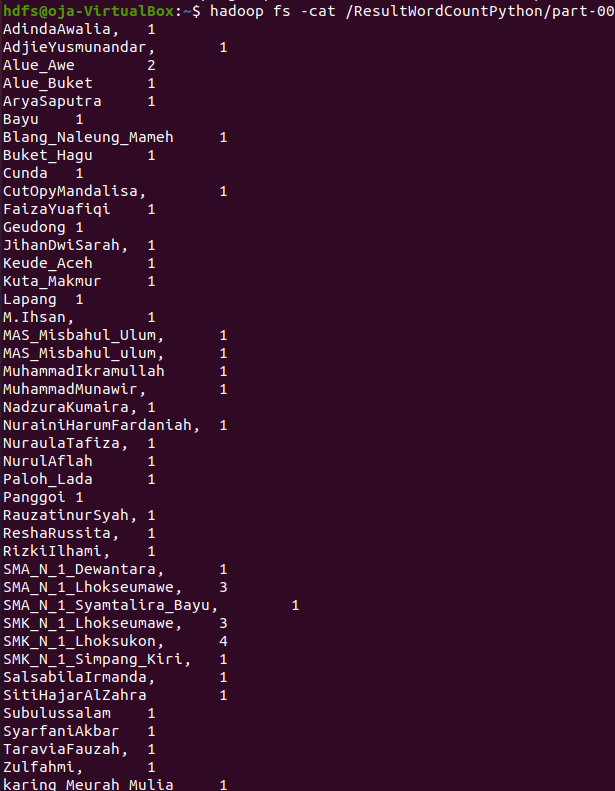 hdfs@oja-VirtualBox:~$ hadoop fs -cat /ResultWordCountPython/part-00
AdindaAwalia,	1
AdjieYusmunandar,	1
Alue_Awe	2
Alue_Buket	1
AryaSaputra	1
Bayu	1
Blang_Naleung_Mameh	1
Buket_Hagu	1
Cunda	1
CutOpyMandalisa,	1
FaizaYuafiqi	1
Geudong	1
JihanDwiSarah,	1
Keude_Aceh	1
Kuta_Makmur	1
Lapang	1
M.Ihsan,	1
MAS_Misbahul_Ulum,	1
MAS_Misbahul_ulum,	1
MuhammadIkramullah	1
MuhammadMunawir,	1
NadzuraKumaira,	1
NurainiHarumFardaniah,	1
NuraulaTafiza,	1
NurulAflah	1
Paloh_Lada	1
Panggoi	1
RauzatinurSyah,	1
ReshaRussita,	1
RizkiIlhami,	1
SMA_N_1_Dewantara,	1
SMA_N_1_Lhokseumawe,	3
SMA_N_1_Syamtalira_Bayu,	1
SMK_N_1_Lhokseumawe,	3
SMK_N_1_Lhoksukon,	4
SMK_N_1_Simpang_Kiri,	1
SalsabilaIrmanda,	1
SitiHajarAlZahra	1
Subulussalam	1
SyarfaniAkbar	1
TaraviaFauzah,	1
Zulfahmi,	1
karing_Meurah_Mulia	1